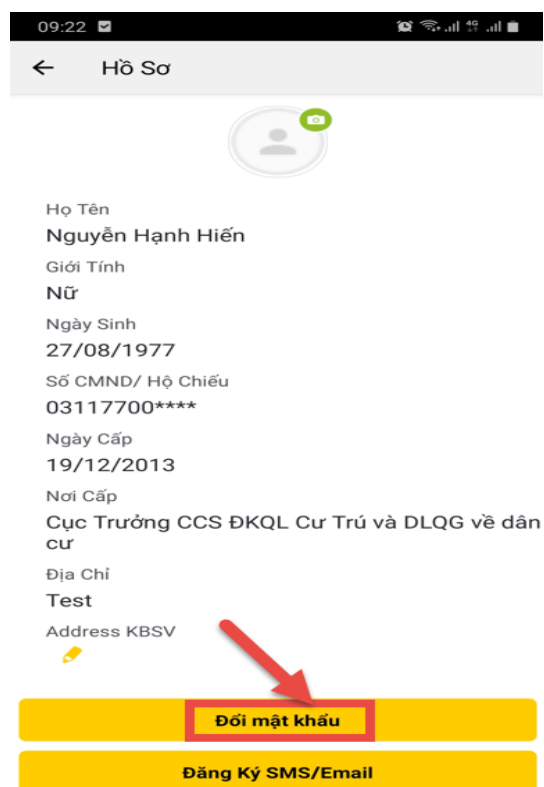 09:22
4G
Hồ Sơ
Họ Tên
Nguyễn Hạnh Hiến
Giới Tính
Nữ
Ngày Sinh
27/08/1977
Số CMND/ Hộ Chiếu
03117700****
Ngày Cấp
19/12/2013
Nơi Cấp
Cục Trưởng CCS ĐKQL Cư Trú và DLQG về dân
cư
Địa Chỉ
Test
Address KBSV
Đổi mật khẩu
Đăng Ký SMS/Email